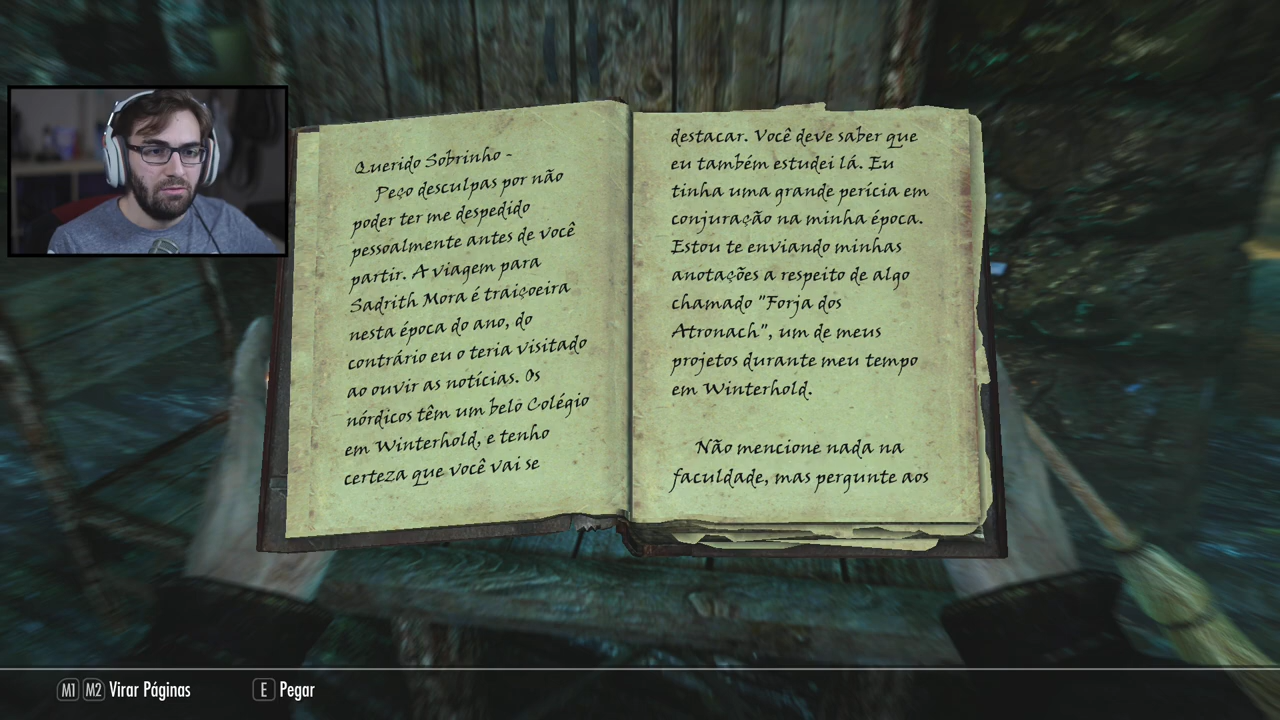 Querido Sobrinho -
Peço desculpas por não
poder ter me despedido
pessoalmente antes de você
partir. A viagem para
Sadrith Mora é traiçoeira
nesta época do ano, do
contrário eu o teria visitado
ao ouvir as notícias. Os
nórdicos têm um belo Colégio
em Winterhold, e tenho
certeza que você vai se
destacar. Você deve saber que
eu também estudei lá. Eu
tinha uma grande perícia em
conjuração na minha época.
Estou te enviando minhas
anotações a respeito de algo
chamado "Forja dos
Atronach", um de meus
projetos durante meu tempo
em Winterhold.
Não mencione nada na
faculdade, mas pergunte aos
M1 M2 Virar Páginas
E Pegar